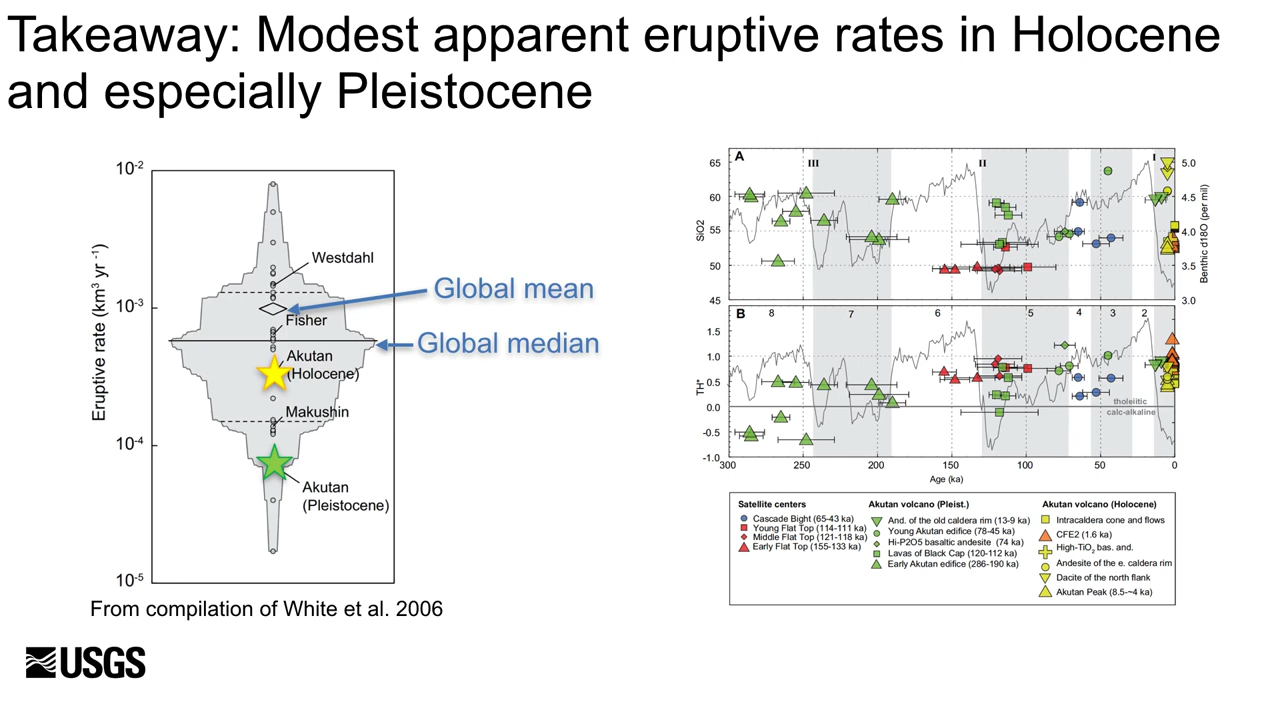 Takeaway: Modest apparent eruptive rates in Holocene
and especially Pleistocene
10-2
10-3
10-4
10-5
Eruptive rate (km3 yr -1)
Westdahl
Fisher
Akutan
(Holocene)
Makushin
Akutan
(Pleistocene)
Global mean
Global median
From compilation of White et al. 2006
USGS
A
III
II
I
65
60
55
50
45
SiO2
5.0
4.5
4.0
3.5
3.0
Benthic d18O (per mil)
B
8
7
6
5
4
3
2
1.5
1.0
0.5
0.0
-0.5
-1.0
TH*
tholeiitic
calc-alkaline
300
250
200
150
100
50
0
Age (ka)
Satellite centers
Cascade Bight (65-43 ka)
Young Flat Top (114-111 ka)
Middle Flat Top (121-118 ka)
Early Flat Top (155-133 ka)
Akutan volcano (Pleist.)
And. of the old caldera rim (13-9 ka)
Young Akutan edifice (78-45 ka)
Hi-P2O5 basaltic andesite (74 ka)
Lavas of Black Cap (120-112 ka)
Early Akutan edifice (286-190 ka)
Akutan volcano (Holocene)
Intracaldera cone and flows
CFE2 (1.6 ka)
High-TiO2 bas. and.
Andesite of the e. caldera rim
Dacite of the north flank
Akutan Peak (8.5-~4 ka)